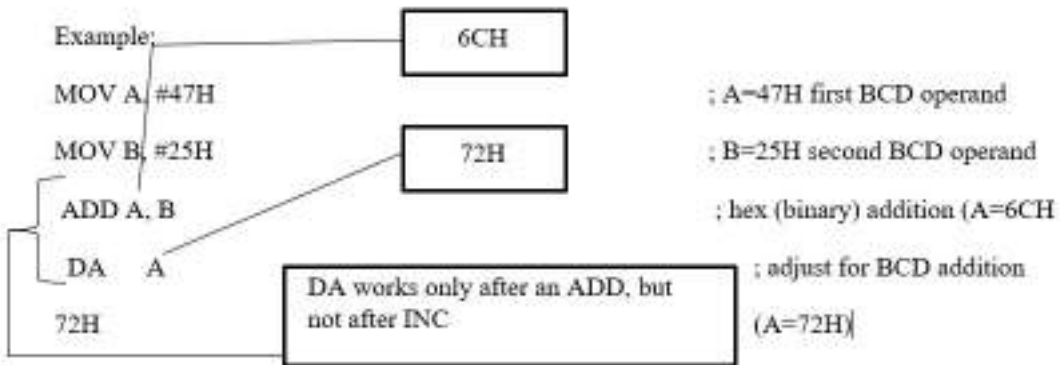 Example:
6CH
MOV A, #47H ; A=47H first BCD operand
MOV B, #25H 72H ; B=25H second BCD operand
ADD A, B ; hex (binary) addition (A=6CH
DA A ; adjust for BCD addition
DA works only after an ADD, but
not after INC
72H (A=72H)